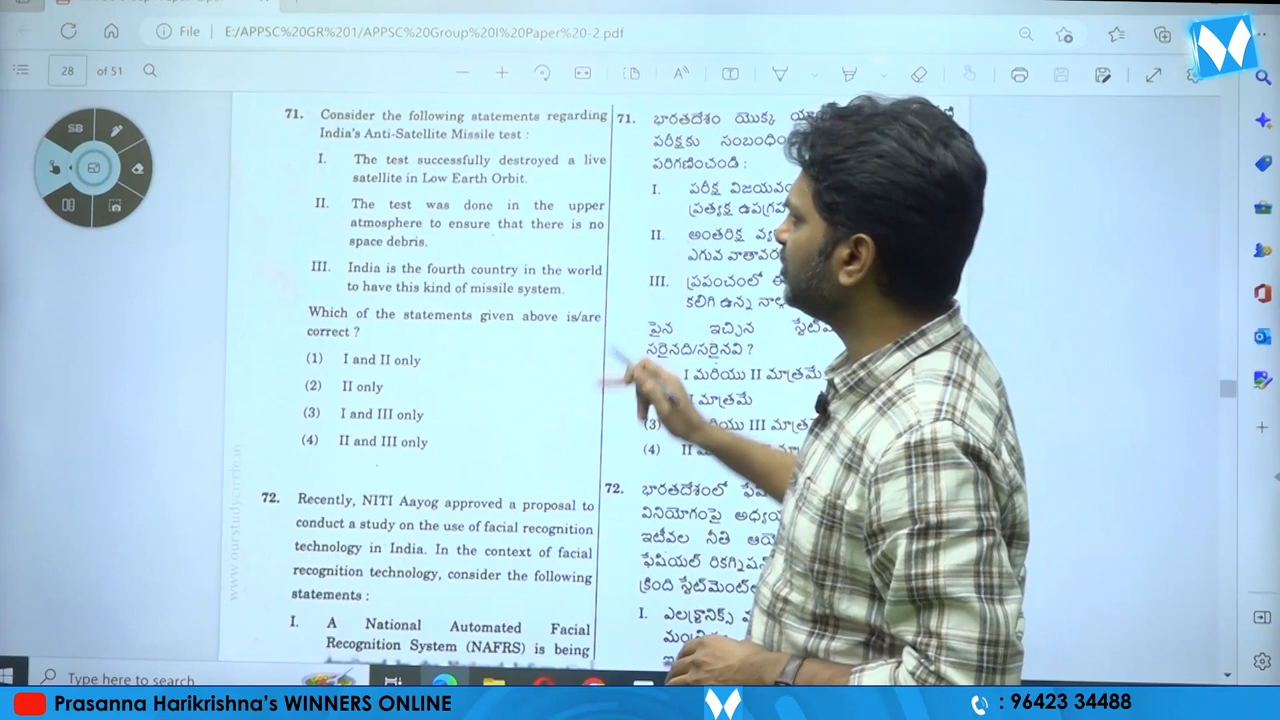 File
E:/APPSC%20GR%201/APPSC%20Group%20I%20Paper%20-2.pdf
28 of 51
SB
71. Consider the following statements regarding
India's Anti-Satellite Missile test :
I. The test successfully destroyed a live
satellite in Low Earth Orbit.
II. The test was done in the upper
atmosphere to ensure that there is no
space debris.
III. India is the fourth country in the world
to have this kind of missile system.
Which of the statements given above is/are
correct ?
(1) I and II only
(2) II only
(3) I and III only
(4) II and III only
72. Recently, NITI Aayog approved a proposal to
conduct a study on the use of facial recognition
technology in India. In the context of facial
recognition technology, consider the following
statements :
I. A National Automated Facial
Recognition System (NAFRS) is being
71. భారతదేశం యొక్క
పరీక్షకు
పరిగణించండి :
I. పరీక్ష
ప్రత్యక్ష
II. అంతరిక్ష
ఎగువ
III. ప్రపంచంలో
కలిగి ఉన్న
పైన ఇచ్చిన
సరైనది/సరైనవి ?
I మరియు II మాత్రమే
I మాత్రమే
(3) III
(4) II
72. భారతదేశంలో
వినియోగంపై
ఇటీవల నీతి
ఫేషియల్
క్రింది
I. ఎలక్ట్రానిక్స్
www.ourstudycircle.in
Type here to search
Prasanna Harikrishna's WINNERS ONLINE
: 96423 34488